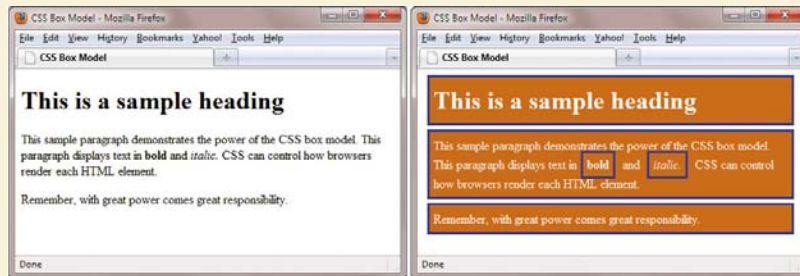 CSS Box Model - Mozilla Firefox
File Edit View History Bookmarks Yahoo! Tools Help
CSS Box Model
This is a sample heading
This sample paragraph demonstrates the power of the CSS box model. This
paragraph displays text in bold and italic. CSS can control how browsers
render each HTML element.
Remember, with great power comes great responsibility.
Done
CSS Box Model - Mozilla Firefox
File Edit View History Bookmarks Yahoo! Tools Help
CSS Box Model
This is a sample heading
This sample paragraph demonstrates the power of the CSS box model.
This paragraph displays text in bold and italic. CSS can control
how browsers render each HTML element.
Remember, with great power comes great responsibility.
Done